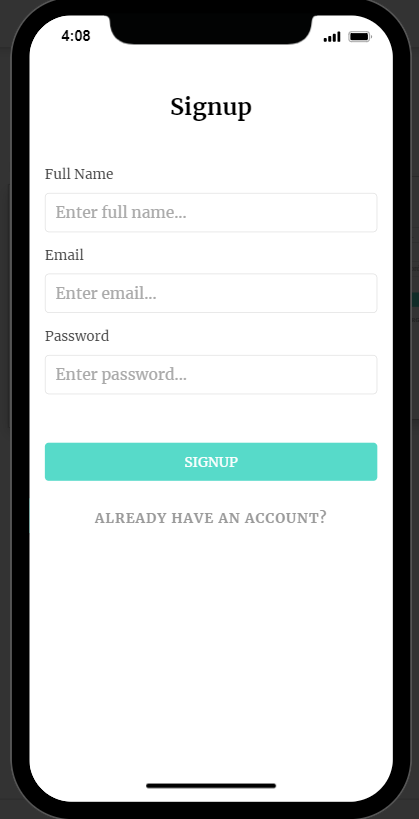 4:08
Signup
Full Name
Enter full name...
Email
Enter email...
Password
Enter password...
SIGNUP
ALREADY HAVE AN ACCOUNT?